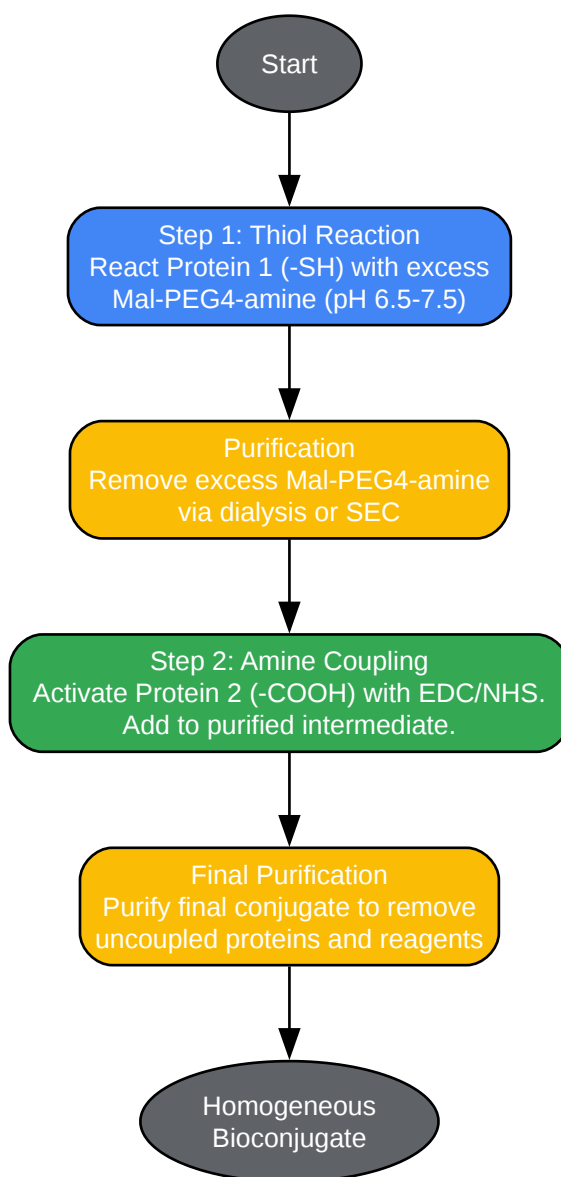 Start
Step 1: Thiol Reaction
React Protein 1 (-SH) with excess
Mal-PEG4-amine (pH 6.5-7.5)
Purification
Remove excess Mal-PEG4-amine
via dialysis or SEC
Step 2: Amine Coupling
Activate Protein 2 (-COOH) with EDC/NHS.
Add to purified intermediate.
Final Purification
Purify final conjugate to remove
uncoupled proteins and reagents
Homogeneous
Bioconjugate